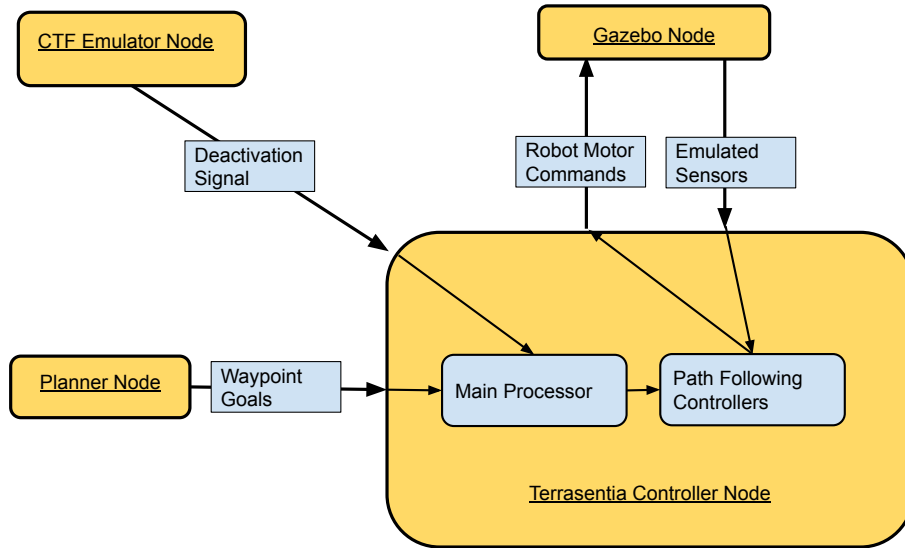 CTF Emulator Node
Gazebo Node
Deactivation
Signal
Robot Motor
Commands
Emulated
Sensors
Planner Node
Waypoint
Goals
Main Processor
Path Following
Controllers
Terrasentia Controller Node